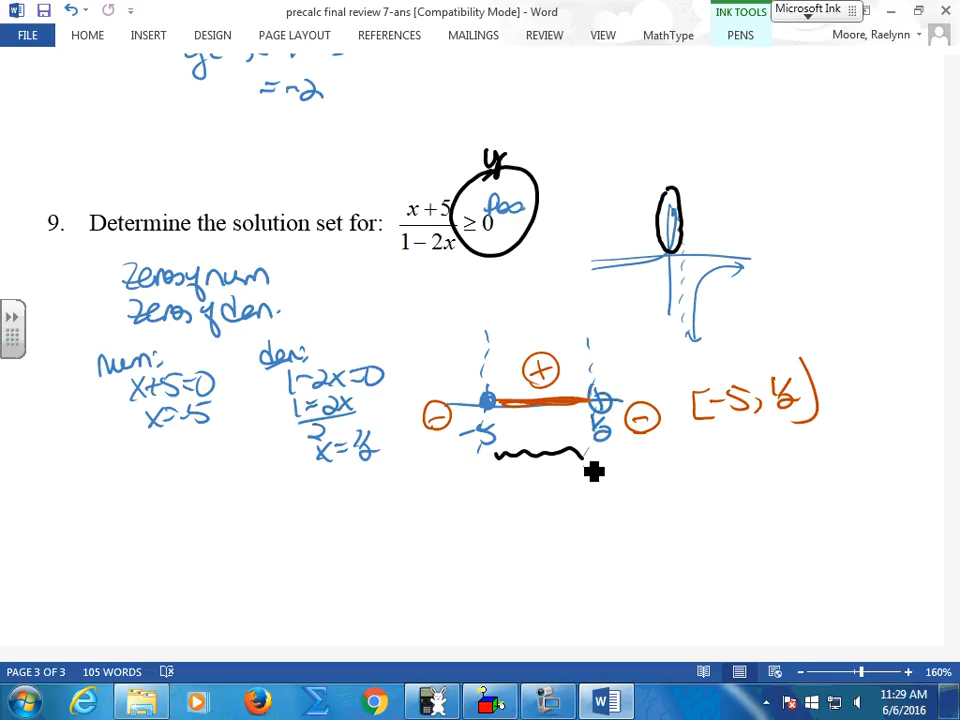 precalc final review 7-ans [Compatibility Mode] - Word
INK TOOLS
Microsoft Ink
FILE HOME INSERT DESIGN PAGE LAYOUT REFERENCES MAILINGS REVIEW VIEW MathType PENS Moore, Raelynn
= -2
y
9. Determine the solution set for: x + 5 / 1 - 2x ≥ 0 pos
zeros of num
zeros of den.
num: den:
x+5=0 1-2x=0
x=-5 1=2x
2
x=1/2
- + -
-5 1/2
[-5, 1/2)
PAGE 3 OF 3 105 WORDS 160%
11:29 AM
6/6/2016